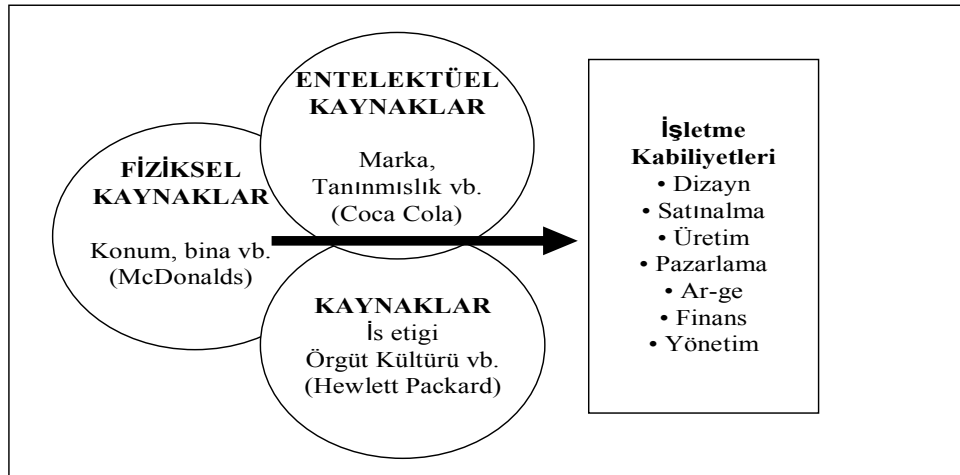 FİZİKSEL
KAYNAKLAR
Konum, bina vb.
(McDonalds)
ENTELEKTÜEL
KAYNAKLAR
Marka,
Tanınmıslık vb.
(Coca Cola)
KAYNAKLAR
İs etigi
Örgüt Kültürü vb.
(Hewlett Packard)
İşletme
Kabiliyetleri
• Dizayn
• Satınalma
• Üretim
• Pazarlama
• Ar-ge
• Finans
• Yönetim